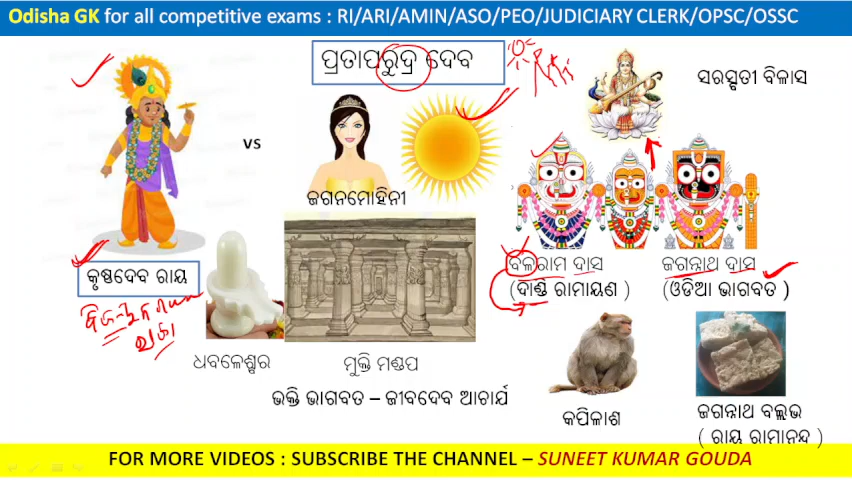 Odisha GK for all competitive exams : RI/ARI/AMIN/ASO/PEO/JUDICIARY CLERK/OPSC/OSSC
ପ୍ରତାପରୁଦ୍ର ଦେବ
ସରସ୍ବତୀ ବିଳାସ
vs
ଜଗନମୋହିନୀ
ବଳରାମ ଦାସ
(ଦାଣ୍ଡି ରାମାୟଣ )
ଜଗନ୍ନାଥ ଦାସ
(ଓଡିଆ ଭାଗବତ )
କୃଷ୍ଣଦେବ ରାୟ
ରାଜା
ଧବଳେଶ୍ବର
ମୁକ୍ତି ମଣ୍ଡପ
ଭକ୍ତି ଭାଗବତ – ଜୀବଦେବ ଆଚାର୍ଯ
କପିଳାଶ
ଜଗନ୍ନାଥ ବଲ୍ଲଭ
( ରାୟ ରାମାନନ୍ଦ )
FOR MORE VIDEOS : SUBSCRIBE THE CHANNEL – SUNEET KUMAR GOUDA